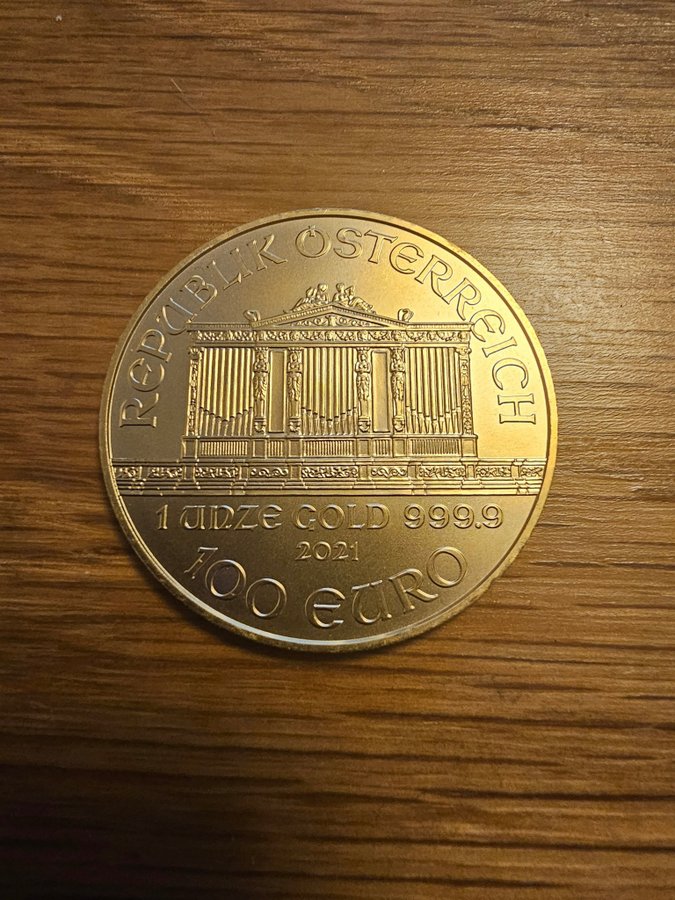 REPUBLIK ÖSTERREICH
1 UNZE GOLD 999.9
2021
100 EURO